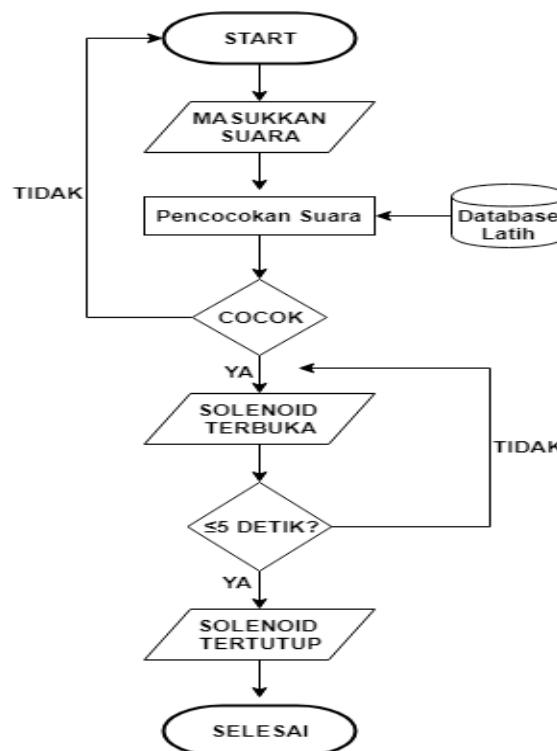 START
MASUKKAN
SUARA
TIDAK
Pencocokan Suara
Database
Latih
COCOK
YA
SOLENOID
TERBUKA
TIDAK
≤5 DETIK?
YA
SOLENOID
TERTUTUP
SELESAI